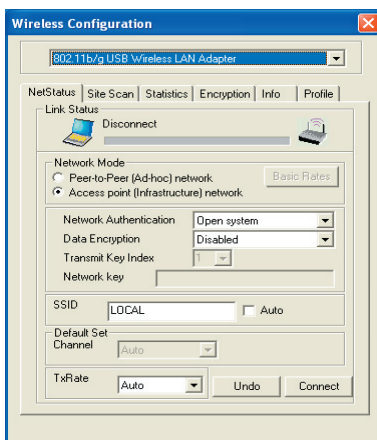 Wireless Configuration
802.11b/g USB Wireless LAN Adapter
NetStatus Site Scan Statistics Encryption Info Profile
Link Status
Disconnect
Network Mode
Peer-to-Peer (Ad-hoc) network
Basic Rates
Access point (Infrastructure) network
Network Authentication Open system
Data Encryption Disabled
Transmit Key Index 1
Network key
SSID LOCAL Auto
Default Set
Channel Auto
TxRate Auto Undo Connect